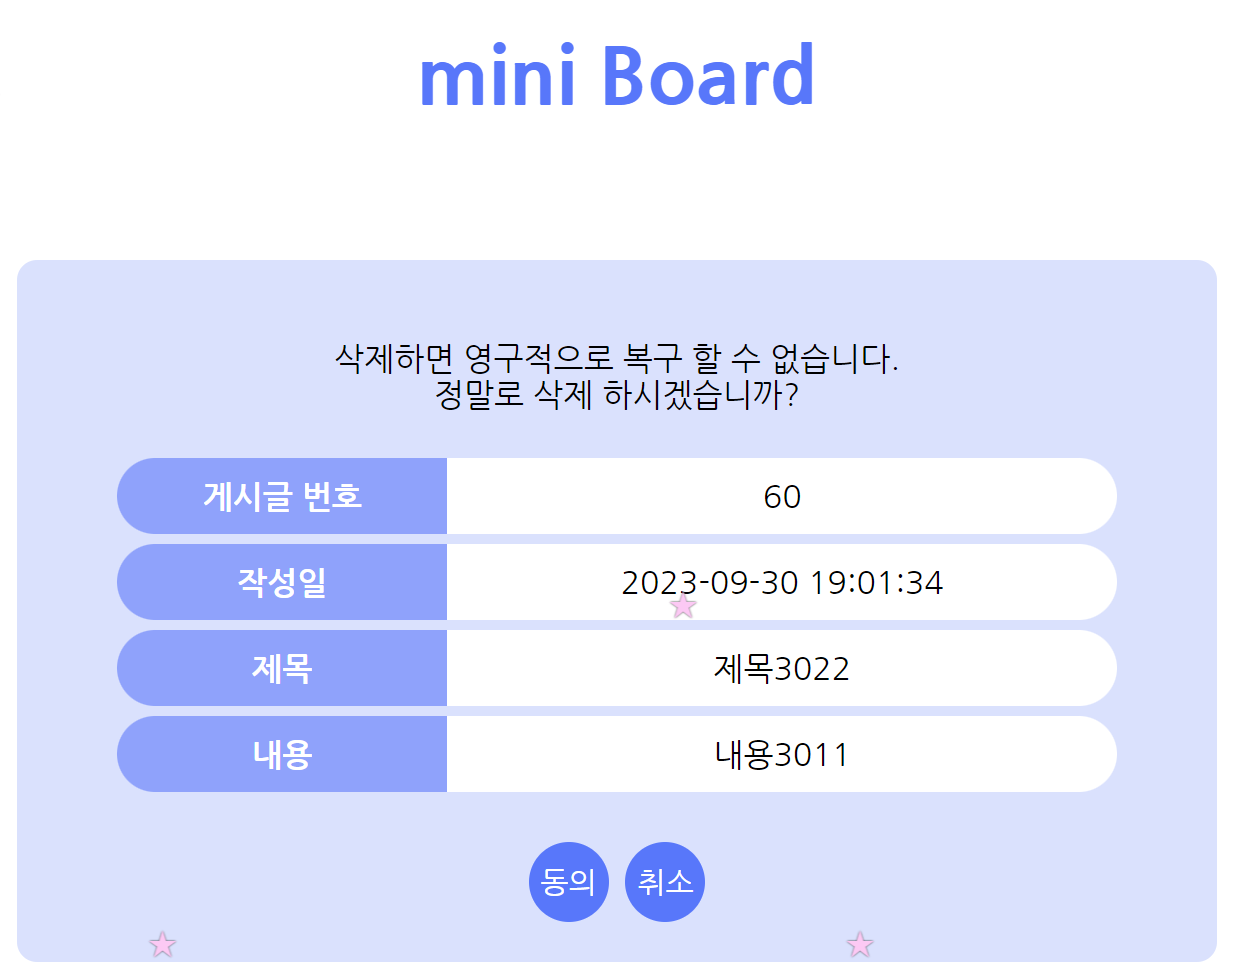 mini Board
삭제하면 영구적으로 복구 할 수 없습니다.
정말로 삭제 하시겠습니까?
게시글 번호 60
작성일 2023-09-30 19:01:34
제목 제목3022
내용 내용3011
동의 취소